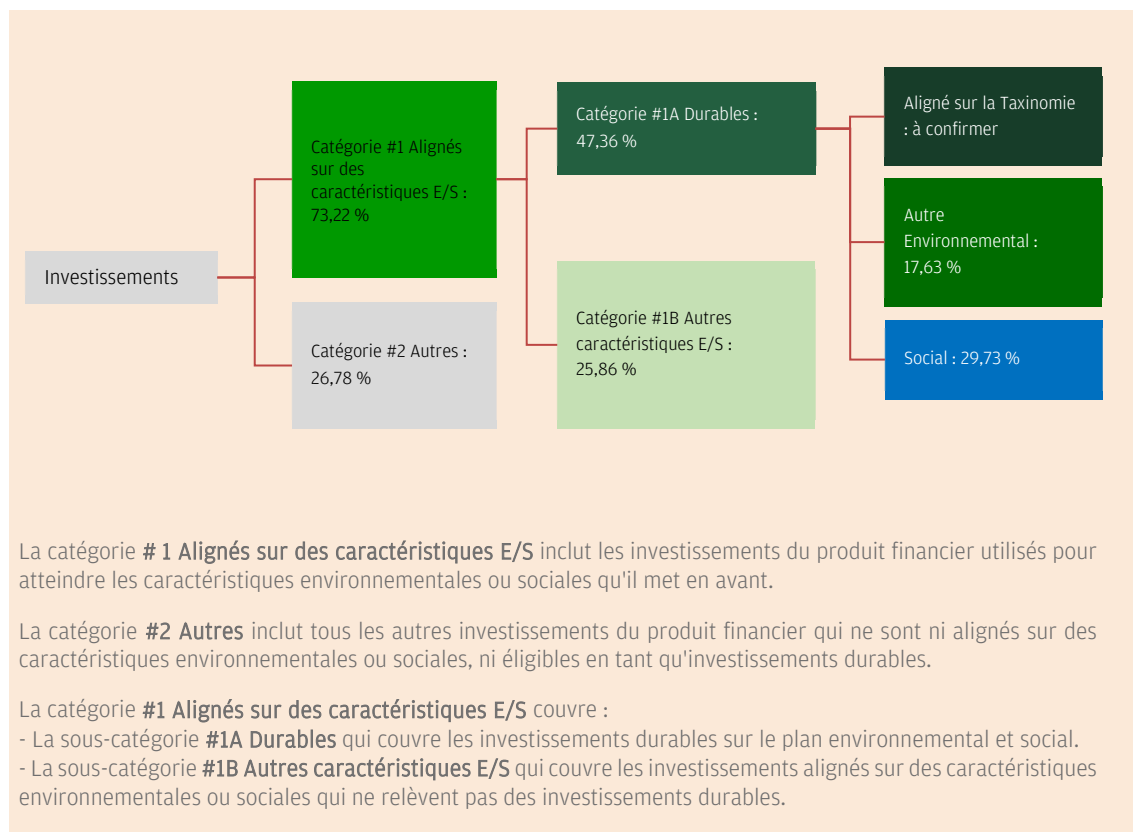 Investissements
Catégorie #1 Alignés
sur des
caractéristiques E/S :
73,22 %
Catégorie #2 Autres :
26,78 %
Catégorie #1A Durables :
47,36 %
Catégorie #1B Autres
caractéristiques E/S :
25,86 %
Aligné sur la Taxinomie
: à confirmer
Autre
Environnemental :
17,63 %
Social : 29,73 %
La catégorie # 1 Alignés sur des caractéristiques E/S inclut les investissements du produit financier utilisés pour
atteindre les caractéristiques environnementales ou sociales qu'il met en avant.
La catégorie #2 Autres inclut tous les autres investissements du produit financier qui ne sont ni alignés sur des
caractéristiques environnementales ou sociales, ni éligibles en tant qu'investissements durables.
La catégorie #1 Alignés sur des caractéristiques E/S couvre :
- La sous-catégorie #1A Durables qui couvre les investissements durables sur le plan environnemental et social.
- La sous-catégorie #1B Autres caractéristiques E/S qui couvre les investissements alignés sur des caractéristiques
environnementales ou sociales qui ne relèvent pas des investissements durables.